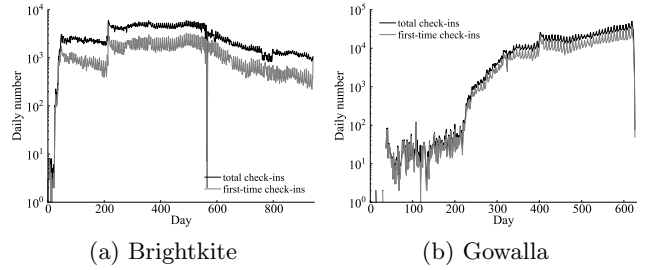 10^4
10^3
10^2
10^1
10^0
Daily number
total check-ins
first-time check-ins
0 200 400 600 800
Day
(a) Brightkite
10^5
10^4
10^3
10^2
10^1
10^0
Daily number
total check-ins
first-time check-ins
0 100 200 300 400 500 600
Day
(b) Gowalla